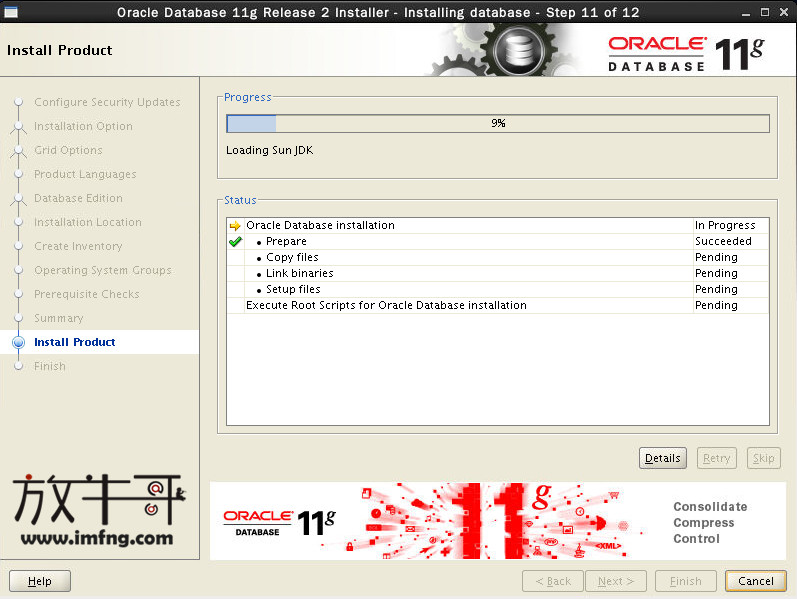 Oracle Database 11g Release 2 Installer - Installing database - Step 11 of 12
Install Product
ORACLE
DATABASE
11g
Configure Security Updates
Installation Option
Grid Options
Product Languages
Database Edition
Installation Location
Create Inventory
Operating System Groups
Prerequisite Checks
Summary
Install Product
Finish
Progress
9%
Loading Sun JDK
Status
Oracle Database installation In Progress
Prepare Succeeded
Copy files Pending
Link binaries Pending
Setup files Pending
Execute Root Scripts for Oracle Database installation Pending
Details Retry Skip
放牛哥
www.imfng.com
ORACLE
DATABASE
11g
11g
<XML>
Consolidate
Compress
Control
Help < Back Next > Finish Cancel